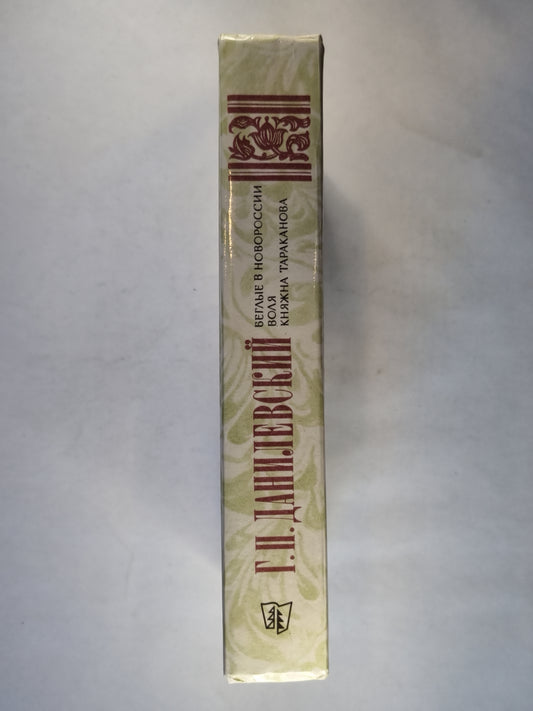 Г.П. ДАНИЛЕВСКИЙ
БЕГЛЫЕ В НОВОРОССИИ
ВОЛЯ
КНЯЖНА ТАРАКАНОВА